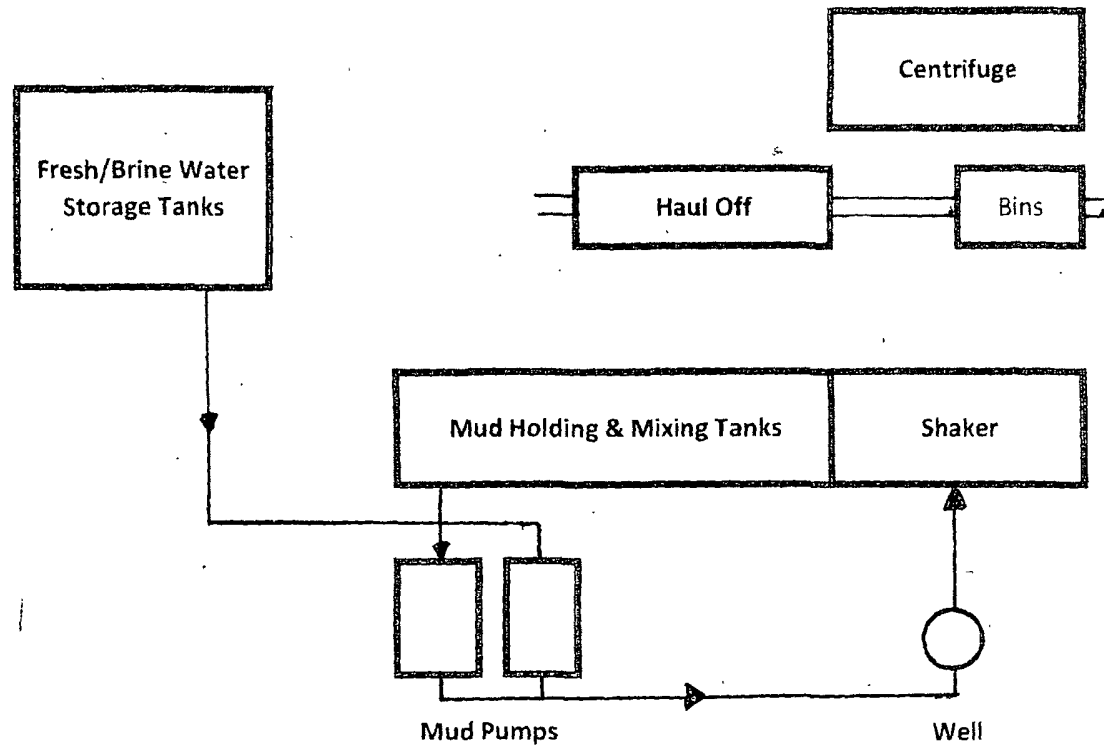 Centrifuge
Fresh/Brine Water
Storage Tanks
Haul Off
Bins
Mud Holding & Mixing Tanks
Shaker
Mud Pumps
Well